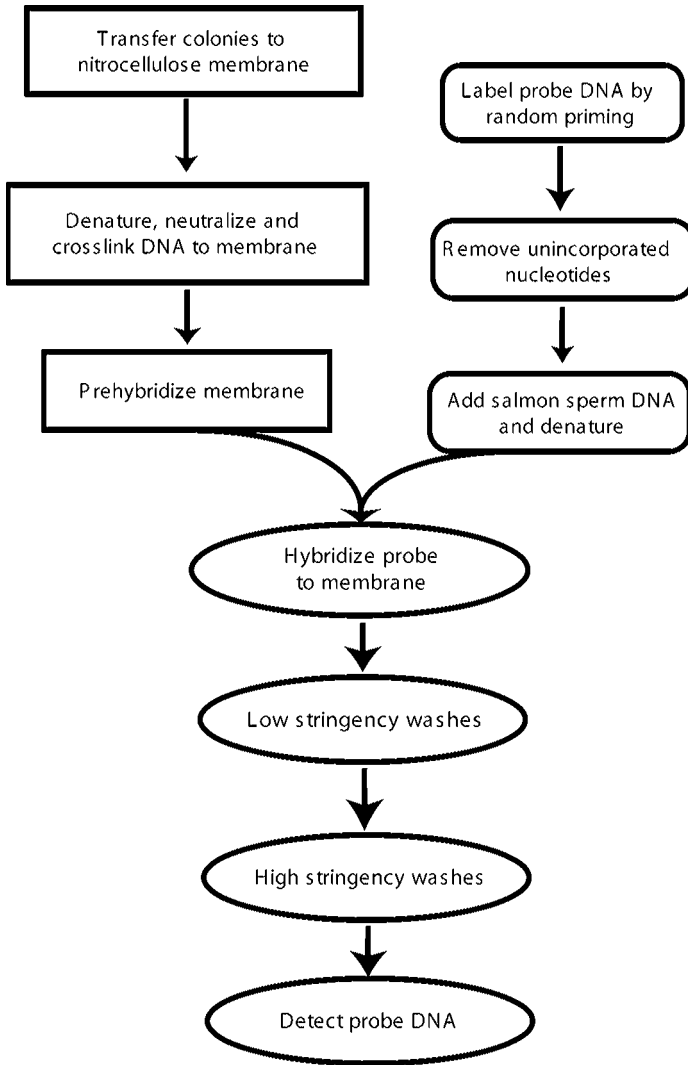 Transfer colonies to
nitrocellulose membrane
Label probe DNA by
random priming
Denature, neutralize and
crosslink DNA to membrane
Remove unincorporated
nucleotides
Prehybridize membrane
Add salmon sperm DNA
and denature
Hybridize probe
to membrane
Low stringency washes
High stringency washes
Detect probe DNA